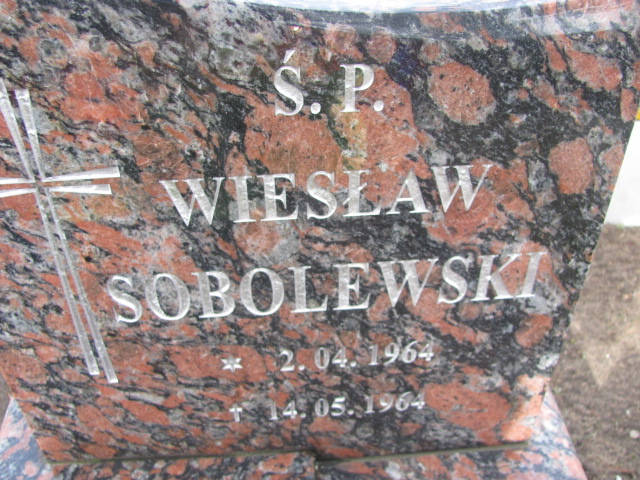 Ś. P.
WIESŁAW
SOBOLEWSKI
* 2. 04. 1964
✝ 14. 05. 1964